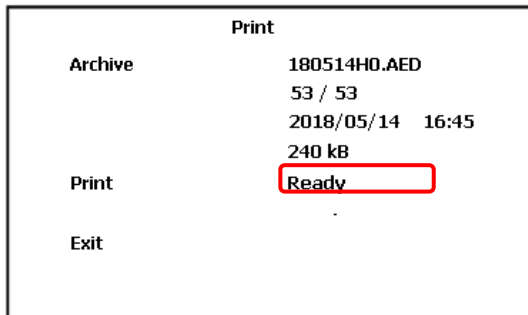 Print
Archive 180514H0.AED
53 / 53
2018/05/14 16:45
240 kB
Print Ready
.
Exit